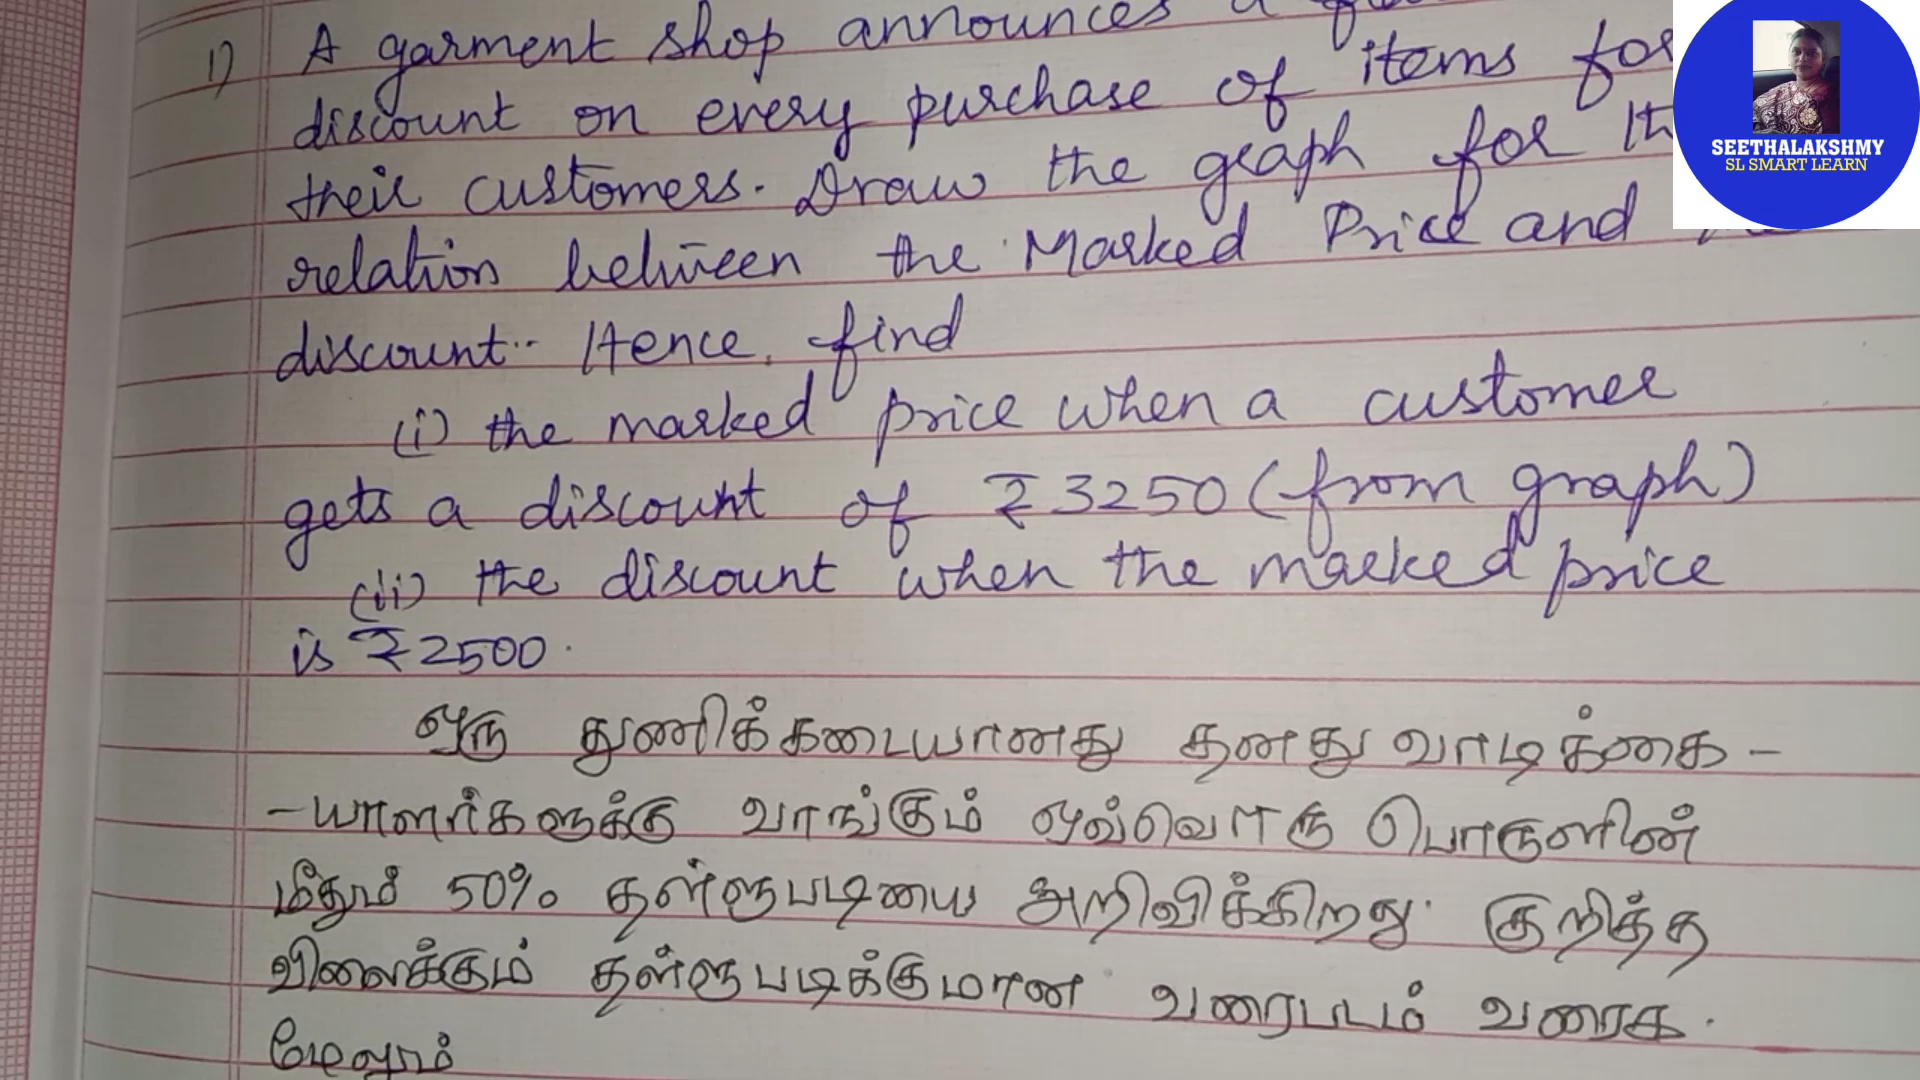 1) A garment shop announces a
discount on every purchase of items for
their customers. Draw the graph for the
relation between the Marked Price and
discount. Hence, find
(i) the marked price when a customer
gets a discount of ₹3250 (from graph)
(ii) the discount when the marked price
is ₹2500.
ஒரு துணிக்கடையானது தனது வாடிக்கை -
-யாளர்களுக்கு வாங்கும் ஒவ்வொரு பொருளின்
மீதும் 50% தள்ளுபடியை அறிவிக்கிறது. குறித்த
விலைக்கும் தள்ளுபடிக்குமான வரைபடம் வரைக.
மேலும்
SEETHALAKSHMY
SL SMART LEARN